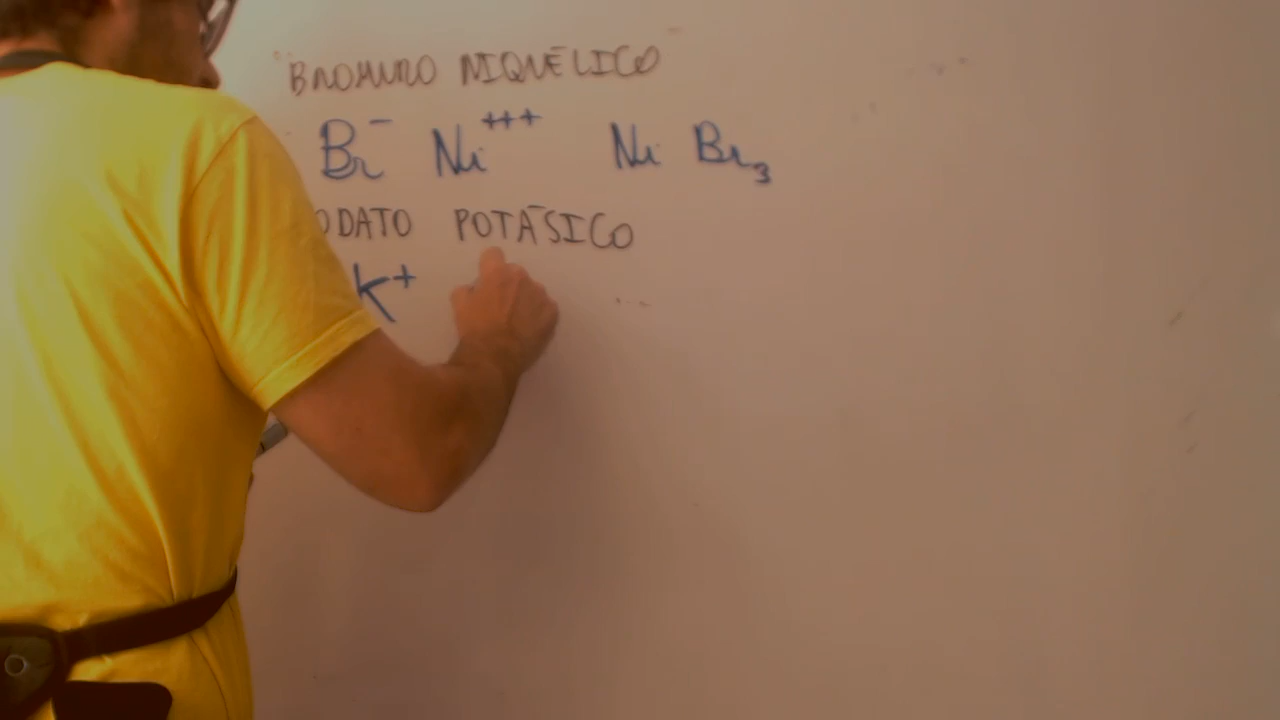 "BROMURO NIQUÉLICO"
Br⁻ Ni⁺⁺⁺ Ni Br₃
ODATO POTÁSICO
K⁺